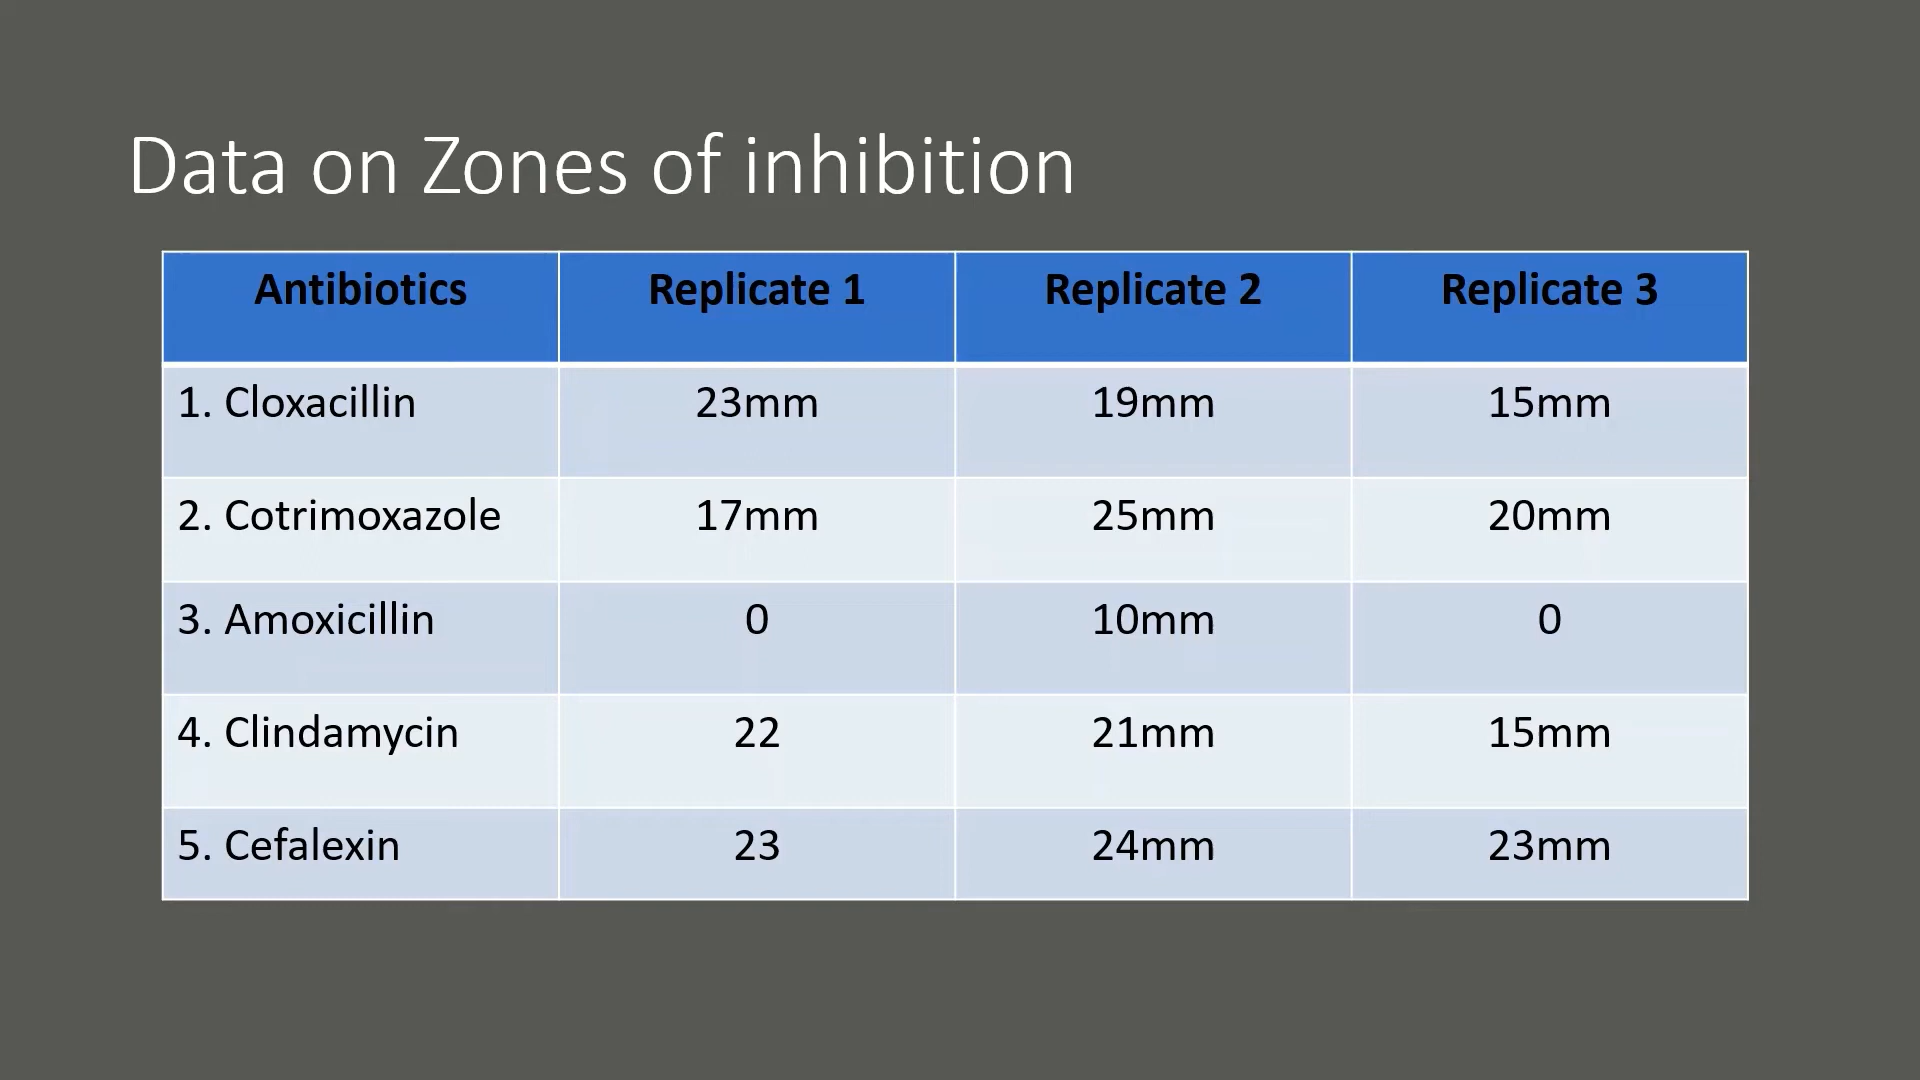 Data on Zones of inhibition
Antibiotics Replicate 1 Replicate 2 Replicate 3
1. Cloxacillin 23mm 19mm 15mm
2. Cotrimoxazole 17mm 25mm 20mm
3. Amoxicillin 0 10mm 0
4. Clindamycin 22 21mm 15mm
5. Cefalexin 23 24mm 23mm